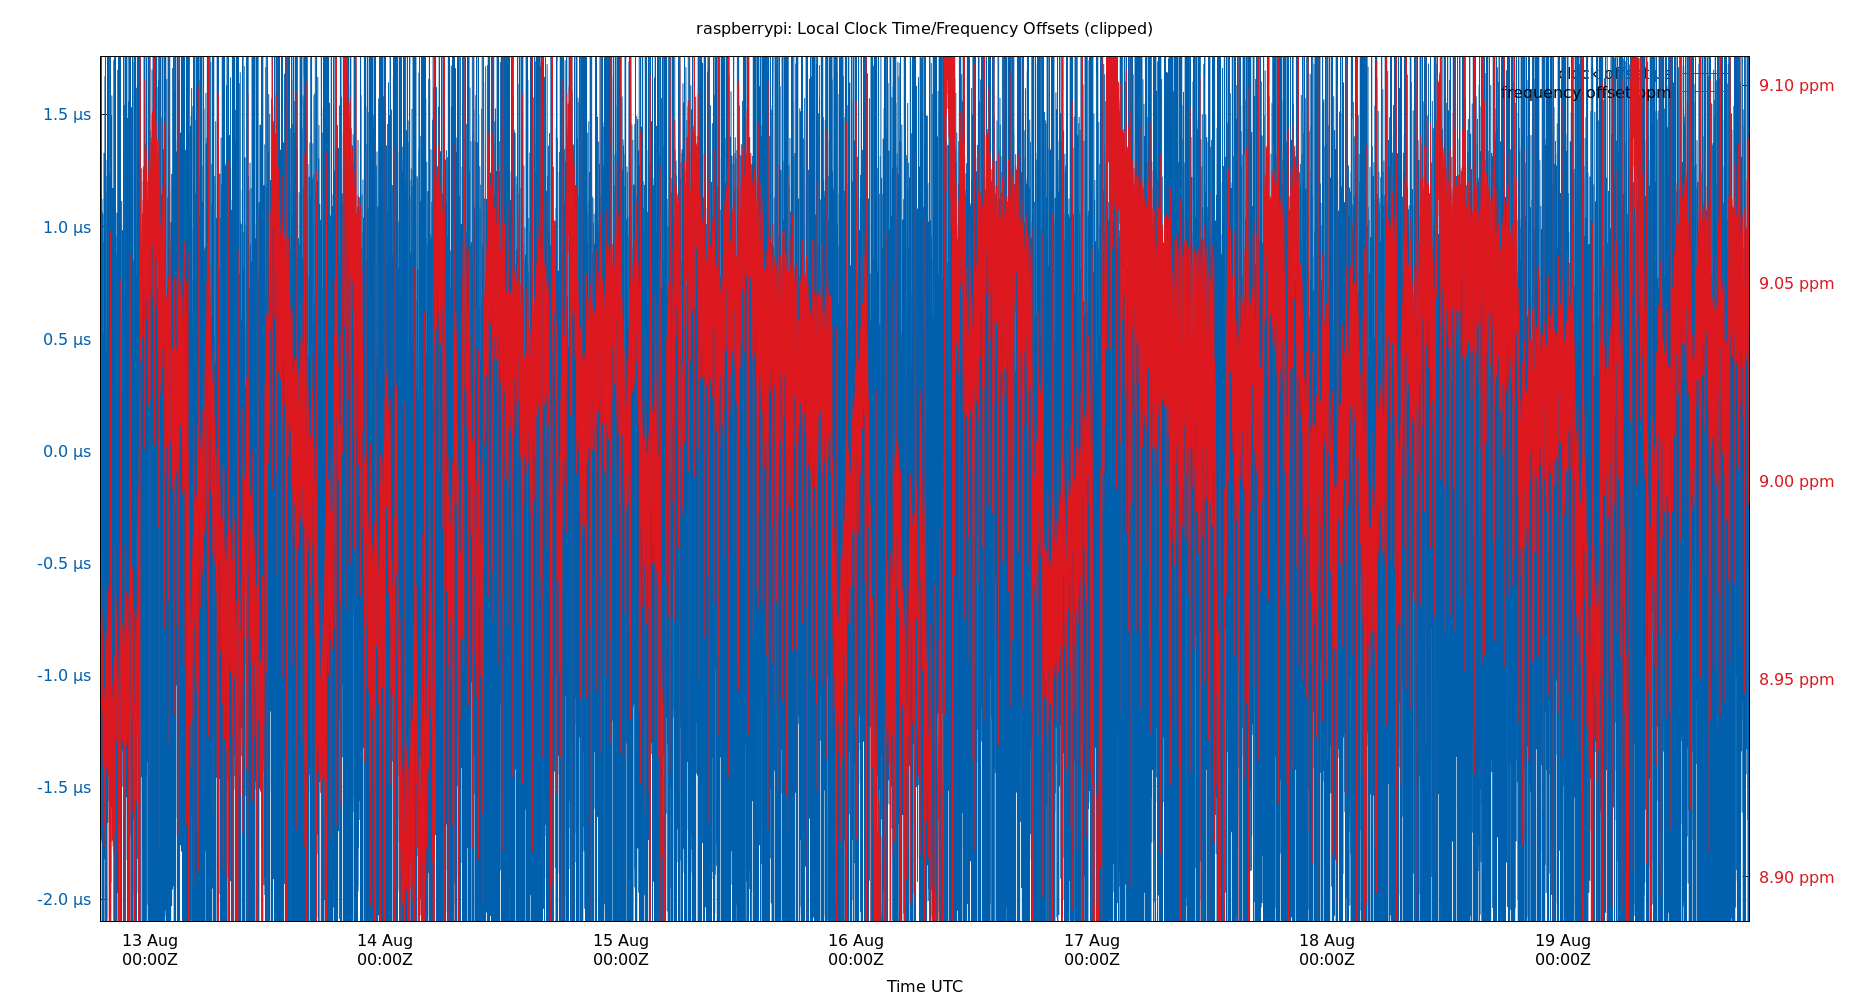 raspberrypi: Local Clock Time/Frequency Offsets (clipped)
clock offset us
frequency offset ppm
1.5 µs
1.0 µs
0.5 µs
0.0 µs
-0.5 µs
-1.0 µs
-1.5 µs
-2.0 µs
9.10 ppm
9.05 ppm
9.00 ppm
8.95 ppm
8.90 ppm
13 Aug 14 Aug 15 Aug 16 Aug 17 Aug 18 Aug 19 Aug
00:00Z 00:00Z 00:00Z 00:00Z 00:00Z 00:00Z 00:00Z
Time UTC